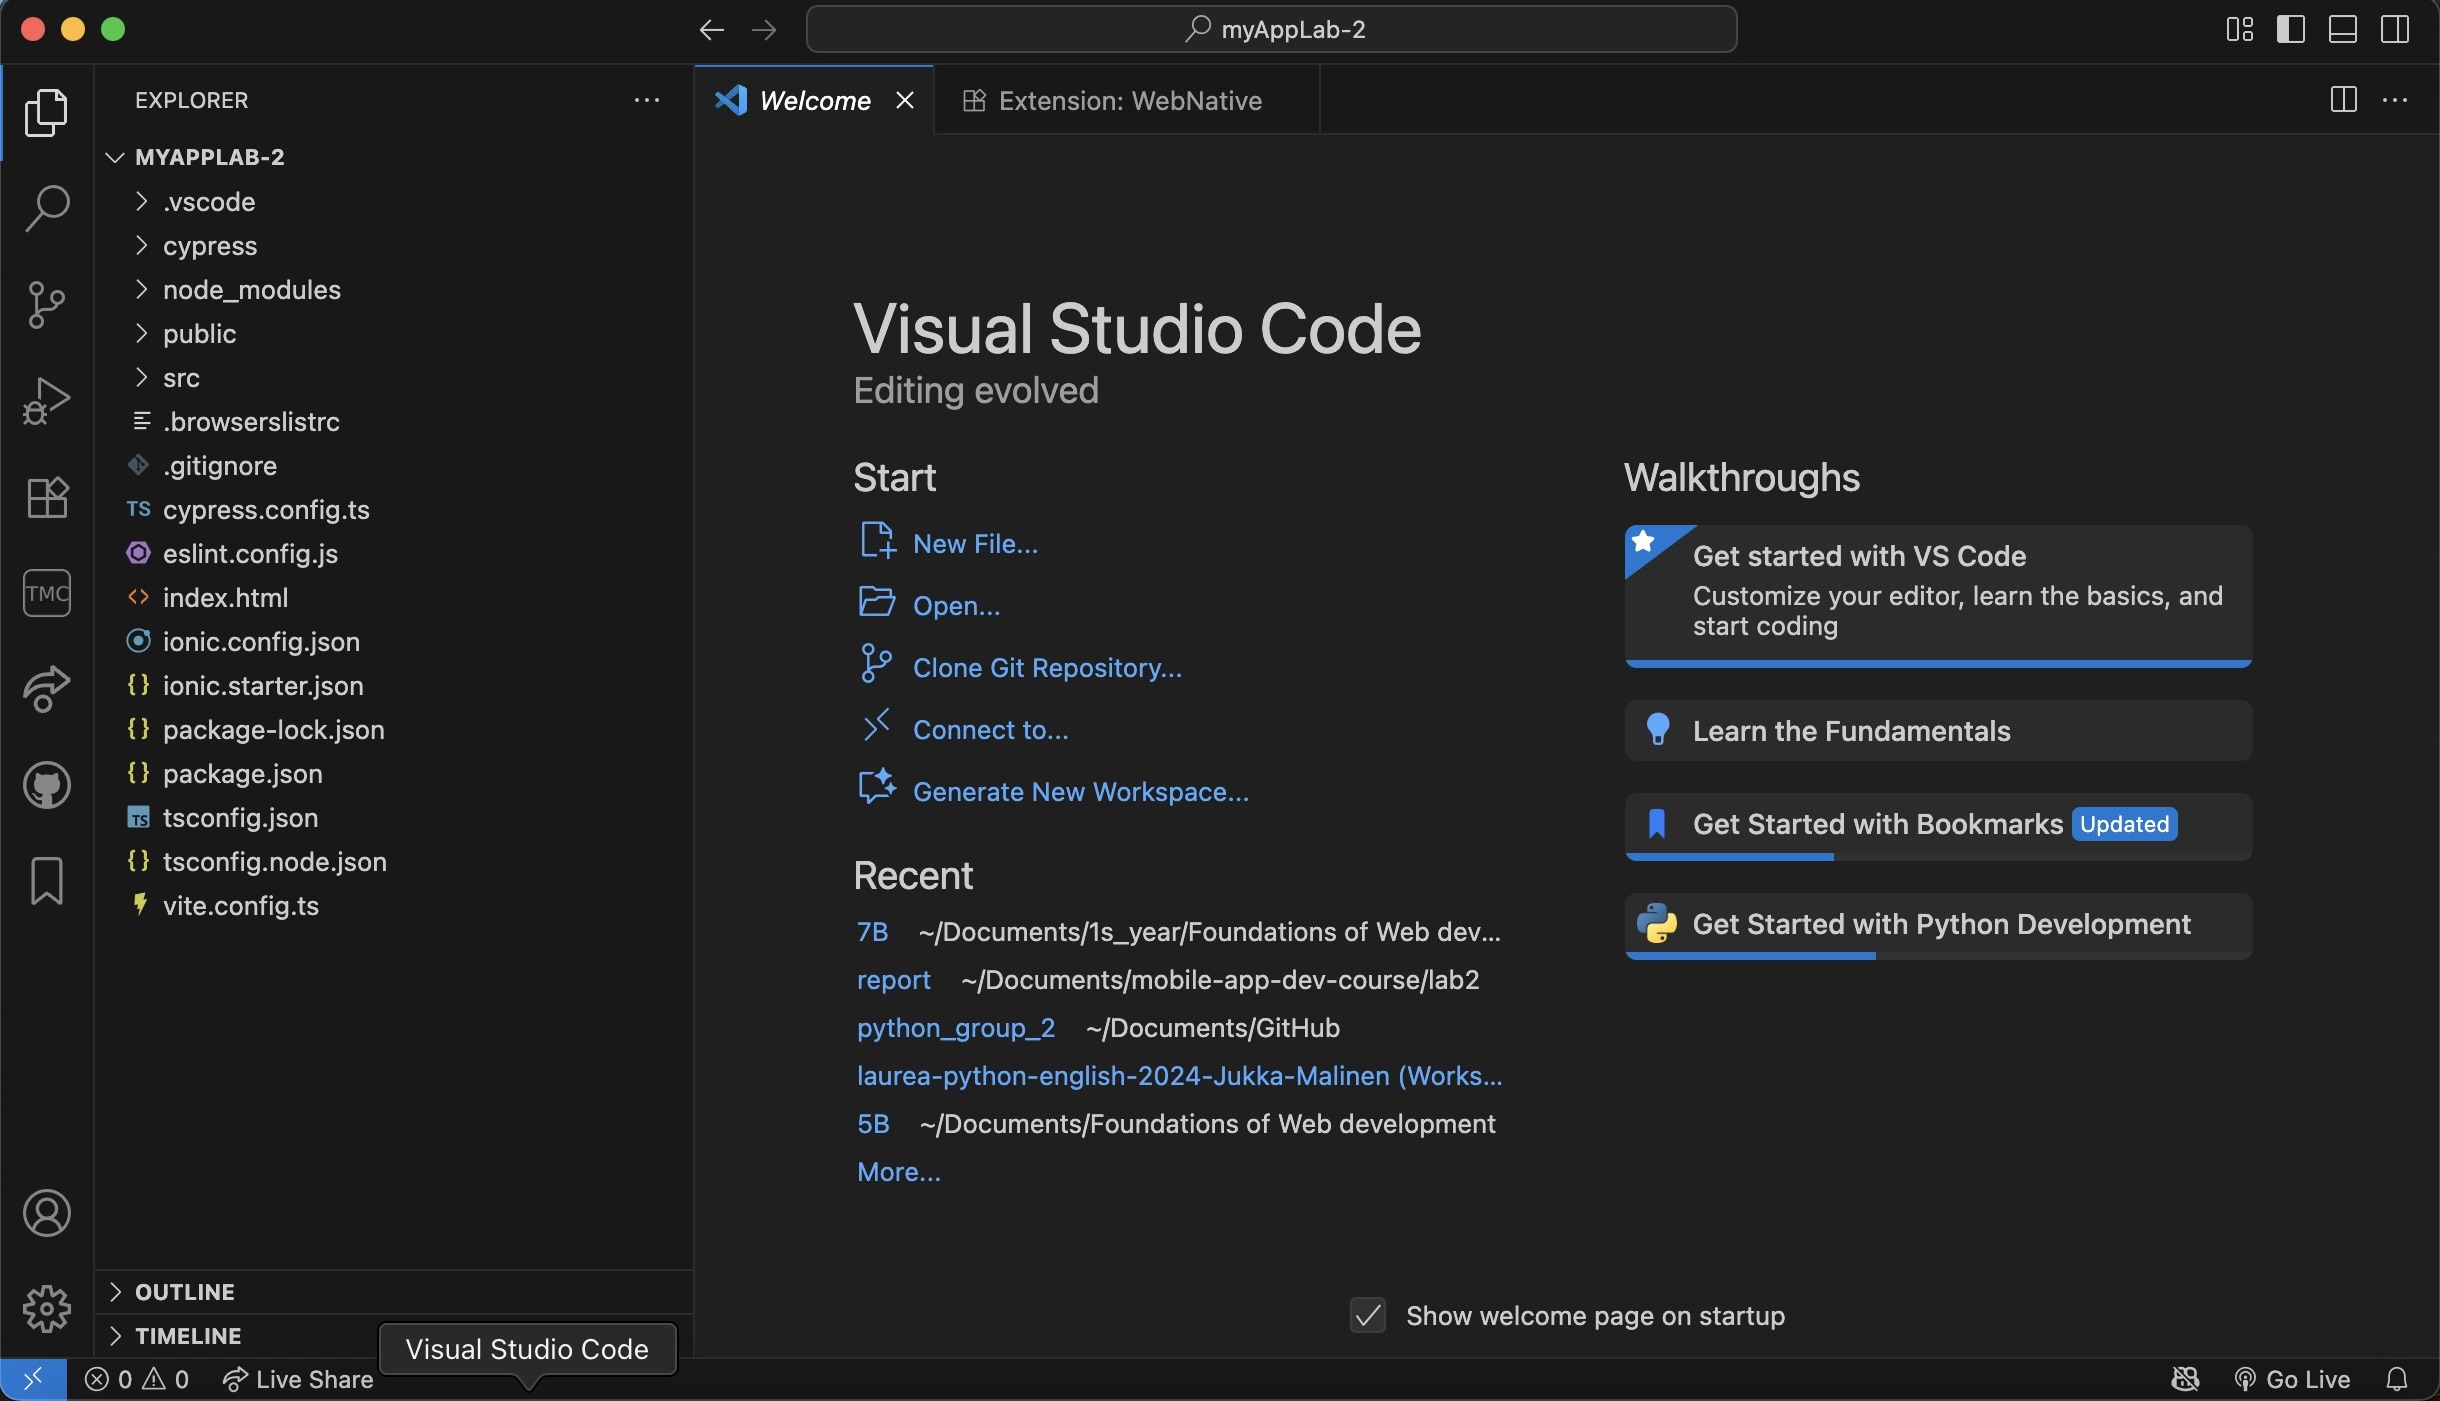 myAppLab-2
EXPLORER
Welcome
Extension: WebNative
MYAPPLAB-2
.vscode
cypress
node_modules
public
src
.browserslistrc
.gitignore
TS cypress.config.ts
eslint.config.js
index.html
ionic.config.json
{} ionic.starter.json
{} package-lock.json
{} package.json
TS tsconfig.json
{} tsconfig.node.json
vite.config.ts
TMC
OUTLINE
TIMELINE
Visual Studio Code
Editing evolved
Start
New File...
Open...
Clone Git Repository...
Connect to...
Generate New Workspace...
Recent
7B ~/Documents/1s_year/Foundations of Web dev...
report ~/Documents/mobile-app-dev-course/lab2
python_group_2 ~/Documents/GitHub
laurea-python-english-2024-Jukka-Malinen (Works...
5B ~/Documents/Foundations of Web development
More...
Walkthroughs
Get started with VS Code
Customize your editor, learn the basics, and
start coding
Learn the Fundamentals
Get Started with Bookmarks Updated
Get Started with Python Development
Show welcome page on startup
Visual Studio Code
0 0 Live Share
Go Live